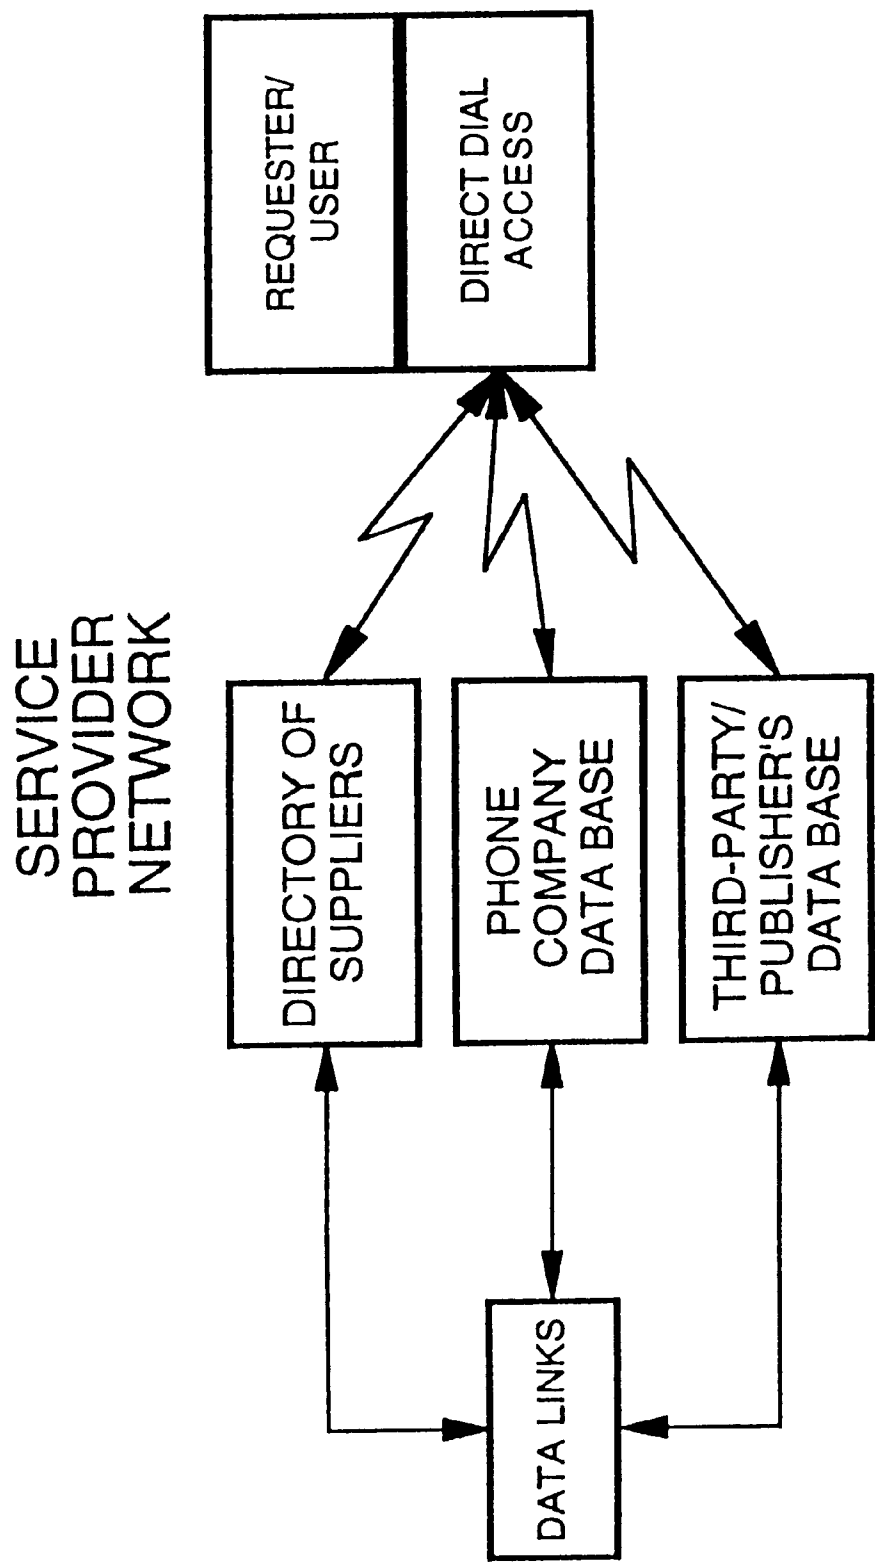 SERVICE
PROVIDER
NETWORK
DATA LINKS
DIRECTORY OF
SUPPLIERS
PHONE
COMPANY
DATA BASE
THIRD-PARTY/
PUBLISHER'S
DATA BASE
REQUESTER/
USER
DIRECT DIAL
ACCESS